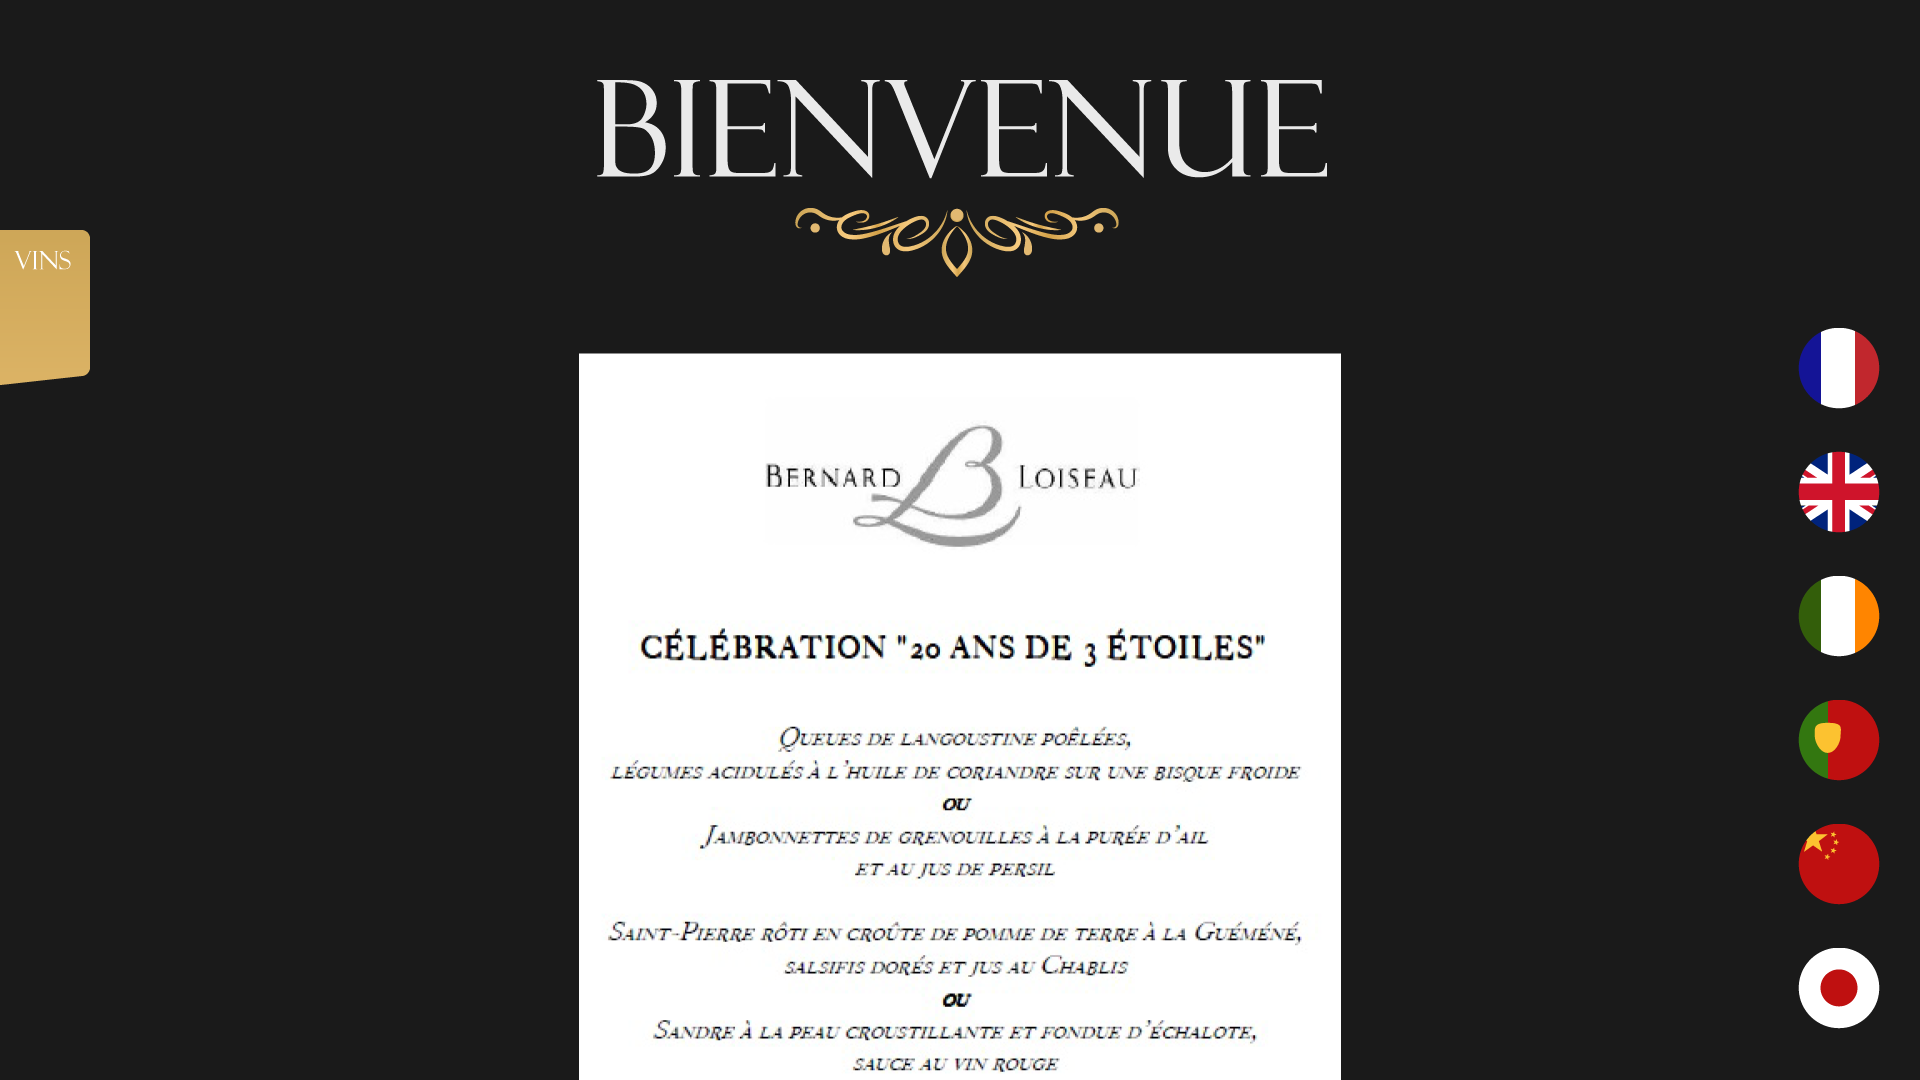 BIENVENUE
VINS
BERNARD B LOISEAU
CÉLÉBRATION "20 ANS DE 3 ÉTOILES"
QUEUES DE LANGOUSTINE POÊLÉES,
LÉGUMES ACIDULÉS À L'HUILE DE CORIANDRE SUR UNE BISQUE FROIDE
OU
JAMBONNETTES DE GRENOUILLES À LA PURÉE D'AIL
ET AU JUS DE PERSIL
SAINT-PIERRE RÔTI EN CROÛTE DE POMME DE TERRE À LA GUÉMÉNÉ,
SALSIFIS DORÉS ET JUS AU CHABLIS
OU
SANDRE À LA PEAU CROUSTILLANTE ET FONDUE D'ÉCHALOTE,
SAUCE AU VIN ROUGE